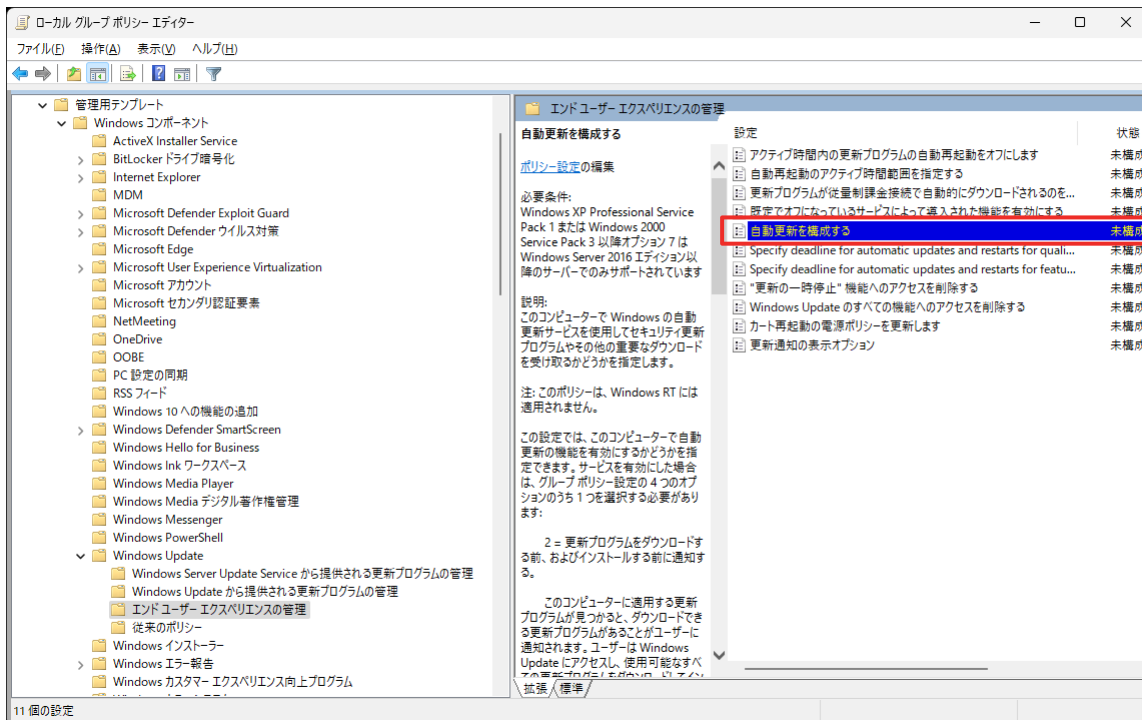 ローカル グループ ポリシー エディター
ファイル(F) 操作(A) 表示(V) ヘルプ(H)
管理用テンプレート
Windows コンポーネント
ActiveX Installer Service
BitLocker ドライブ暗号化
Internet Explorer
MDM
Microsoft Defender Exploit Guard
Microsoft Defender ウイルス対策
Microsoft Edge
Microsoft User Experience Virtualization
Microsoft アカウント
Microsoft セカンダリ認証要素
NetMeeting
OneDrive
OOBE
PC 設定の同期
RSS フィード
Windows 10 への機能の追加
Windows Defender SmartScreen
Windows Hello for Business
Windows Ink ワークスペース
Windows Media Player
Windows Media デジタル著作権管理
Windows Messenger
Windows PowerShell
Windows Update
Windows Server Update Service から提供される更新プログラムの管理
Windows Update から提供される更新プログラムの管理
エンド ユーザー エクスペリエンスの管理
従来のポリシー
Windows インストーラー
Windows エラー報告
Windows カスタマー エクスペリエンス向上プログラム
エンド ユーザー エクスペリエンスの管理
自動更新を構成する
ポリシー設定の編集
必要条件:
Windows XP Professional Service
Pack 1 または Windows 2000
Service Pack 3 以降オプション 7 は
Windows Server 2016 エディション以
降のサーバーでのみサポートされています
説明:
このコンピューターで Windows の自動
更新サービスを使用してセキュリティ更新
プログラムやその他の重要なダウンロード
を受け取るかどうかを指定します。
注: このポリシーは、Windows RT には
適用されません。
この設定では、このコンピューターで自動
更新の機能を有効にするかどうかを指
定できます。サービスを有効にした場合
は、グループ ポリシー設定の 4 つのオプ
ションのうち 1 つを選択する必要があり
ます:
2 = 更新プログラムをダウンロードす
る前、およびインストールする前に通知す
る。
このコンピューターに適用する更新
プログラムが見つかると、ダウンロードでき
る更新プログラムがあることがユーザーに
通知されます。ユーザーは Windows
Update にアクセスし、使用可能なすべ
ての更新プログラムをダウンロードしてイン
設定 状態
アクティブ時間内の更新プログラムの自動再起動をオフにします 未構成
自動再起動のアクティブ時間範囲を指定する 未構成
更新プログラムが従量制課金接続で自動的にダウンロードされるのを... 未構成
既定でオフになっているサービスによって導入された機能を有効にする 未構成
自動更新を構成する 未構成
Specify deadline for automatic updates and restarts for quali... 未構成
Specify deadline for automatic updates and restarts for featu... 未構成
"更新の一時停止" 機能へのアクセスを削除する 未構成
Windows Update のすべての機能へのアクセスを削除する 未構成
カート再起動の電源ポリシーを更新します 未構成
更新通知の表示オプション 未構成
拡張 標準
11 個の設定